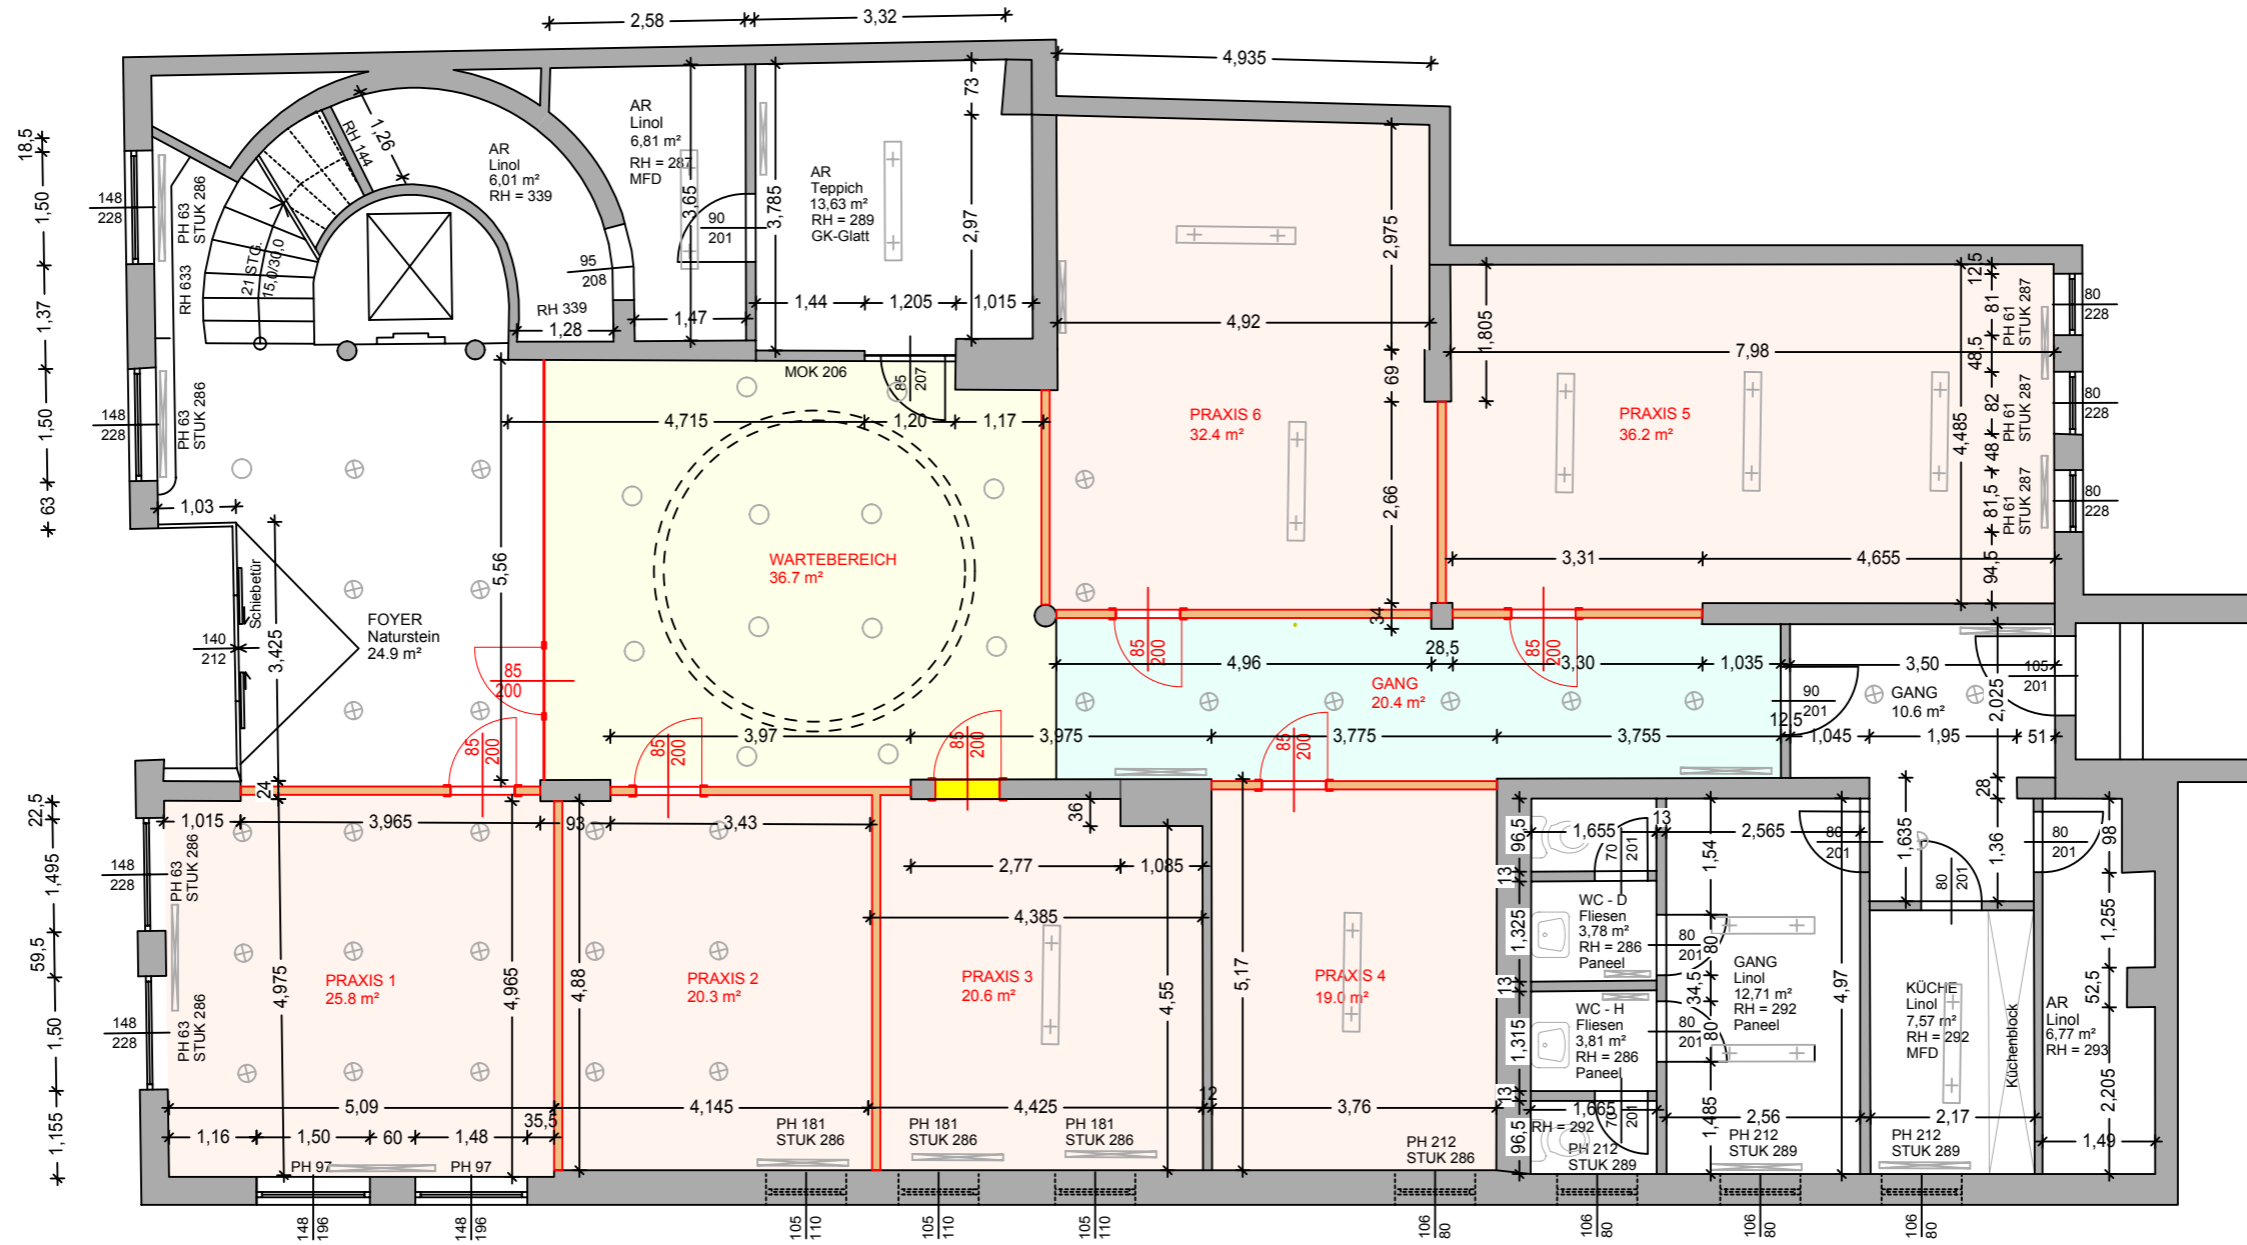 2,58
3,32
4,935
18,5
1,50
1,37
1,50
63
148
228
PH 63
STUK 286
RH 633
148
228
PH 63
STUK 286
21 STG.
15,0/30,0
RH 144
1,26
AR
Linol
6,01 m²
RH = 339
RH 339
1,28
95
208
AR
Linol
6,81 m²
RH = 287
MFD
3,65
1,47
90
201
3,785
AR
Teppich
13,63 m²
RH = 289
GK-Glatt
73
2,97
1,44
1,205
1,015
MOK 206
85
207
4,715
1,20
1,17
5,56
WARTEBEREICH
36.7 m²
1,03
Schiebetür
140
212
3,425
FOYER
Naturstein
24.9 m²
85
200
85
200
85
200
85
200
3,97
3,975
3,775
3,755
2,975
4,92
69
2,66
34
PRAXIS 6
32.4 m²
1,805
7,98
PRAXIS 5
36.2 m²
4,485
3,31
4,655
12,5
81
48,5
82
48
81,5
94,5
PH 61
STUK 287
PH 61
STUK 287
PH 61
STUK 287
80
228
80
228
80
228
85
200
85
200
4,96
28,5
3,30
1,035
GANG
20.4 m²
85
200
12,5
90
201
3,50
GANG
10.6 m²
2,025
105
201
1,045
1,95
51
28
24
22,5
1,495
59,5
1,50
1,155
148
228
PH 63
STUK 286
148
228
PH 63
STUK 286
1,015
3,965
93
3,43
4,975
PRAXIS 1
25.8 m²
4,965
4,88
PRAXIS 2
20.3 m²
2,77
1,085
36
4,385
PRAXIS 3
20.6 m²
4,55
5,17
PRAXIS 4
19.0 m²
5,09
4,145
4,425
12
3,76
1,16
1,50
60
1,48
35,5
PH 97
PH 97
PH 181
STUK 286
PH 181
STUK 286
PH 181
STUK 286
PH 212
STUK 286
96,5
13
1,325
13
1,315
13
96,5
1,655
13
70
201
WC - D
Fliesen
3,78 m²
RH = 286
Paneel
WC - H
Fliesen
3,81 m²
RH = 286
Paneel
1,665
RH = 292
70
201
PH 212
STUK 289
80
201
80
201
2,565
1,54
80
34,5
80
1,485
GANG
Linol
12,71 m²
RH = 292
Paneel
4,97
2,56
PH 212
STUK 289
80
201
1,635
1,36
80
201
KÜCHE
Linol
7,57 m²
RH = 292
MFD
Küchenblock
2,17
PH 212
STUK 289
80
201
98
1,255
52,5
2,205
AR
Linol
6,77 m²
RH = 293
1,49
148
196
148
196
105
110
105
110
105
110
106
80
106
80
106
80
106
80